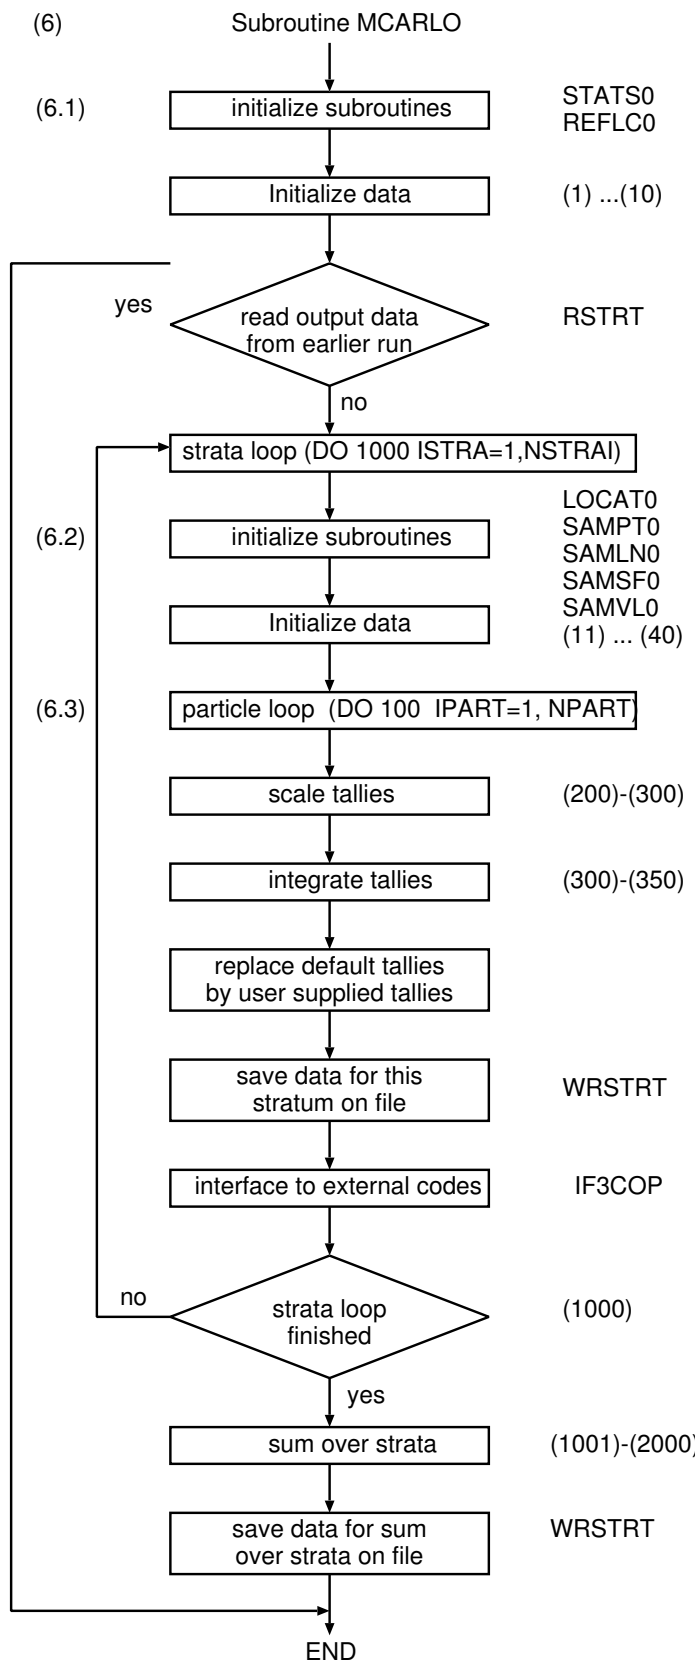 (6)
Subroutine MCARLO
(6.1)
initialize subroutines
STATS0
REFLC0
Initialize data
(1) ...(10)
yes
read output data
from earlier run
RSTRT
no
strata loop (DO 1000 ISTRA=1,NSTRAI)
(6.2)
initialize subroutines
LOCAT0
SAMPT0
SAMLN0
SAMSF0
SAMVL0
Initialize data
(11) ... (40)
(6.3)
particle loop (DO 100 IPART=1, NPART)
scale tallies
(200)-(300)
integrate tallies
(300)-(350)
replace default tallies
by user supplied tallies
save data for this
stratum on file
WRSTRT
interface to external codes
IF3COP
no
strata loop
finished
(1000)
yes
sum over strata
(1001)-(2000)
save data for sum
over strata on file
WRSTRT
END